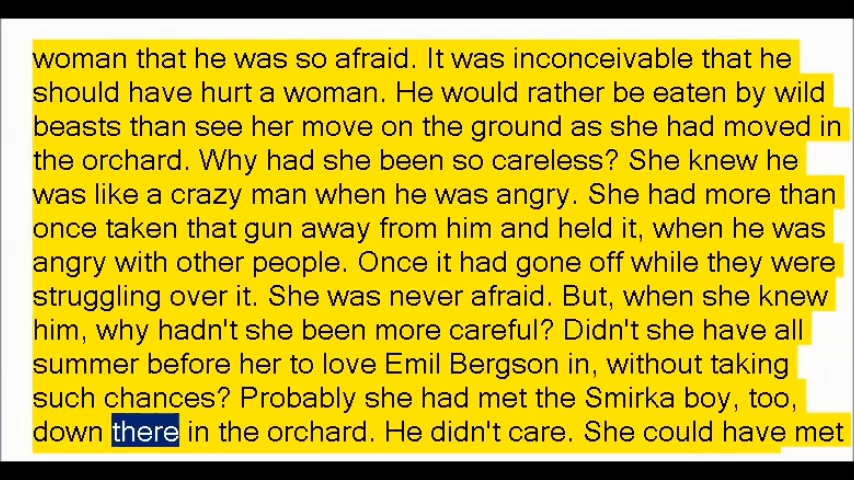 woman that he was so afraid. It was inconceivable that he
should have hurt a woman. He would rather be eaten by wild
beasts than see her move on the ground as she had moved in
the orchard. Why had she been so careless? She knew he
was like a crazy man when he was angry. She had more than
once taken that gun away from him and held it, when he was
angry with other people. Once it had gone off while they were
struggling over it. She was never afraid. But, when she knew
him, why hadn't she been more careful? Didn't she have all
summer before her to love Emil Bergson in, without taking
such chances? Probably she had met the Smirka boy, too,
down there in the orchard. He didn't care. She could have met